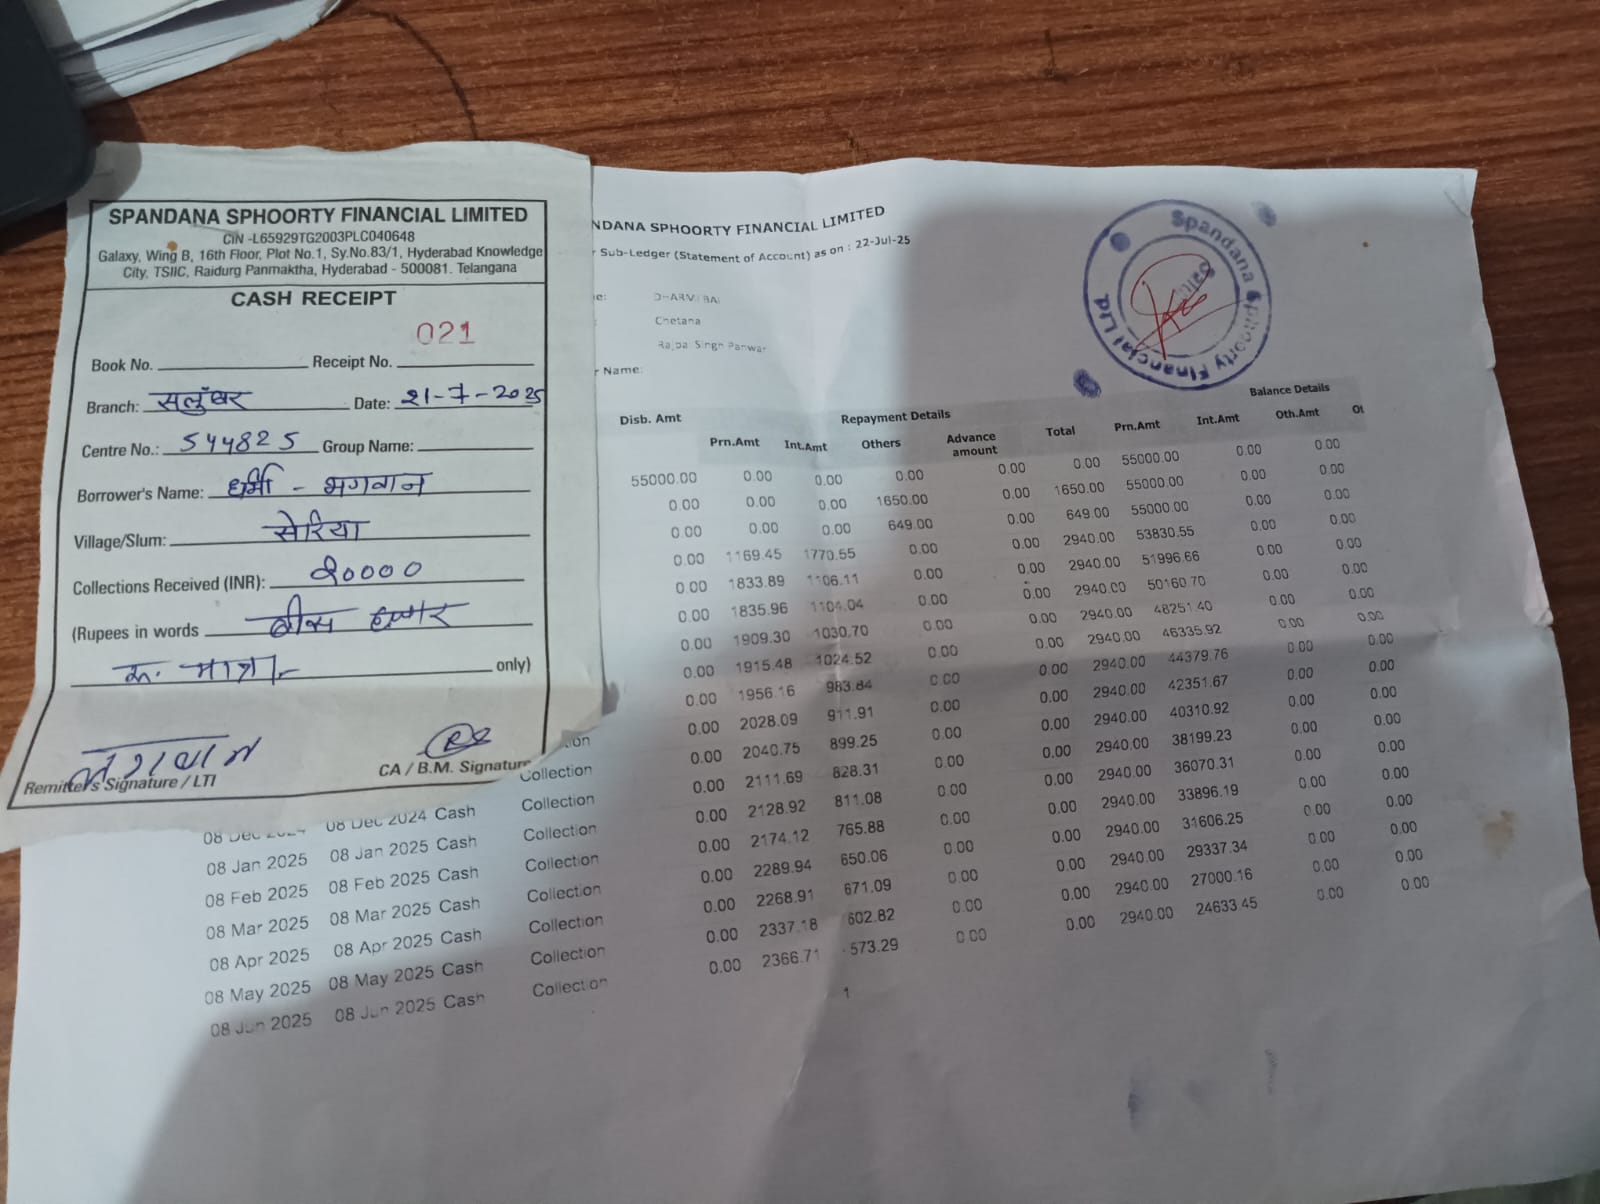 SPANDANA SPHOORTY FINANCIAL LIMITED
CIN -L65929TG2003PLC040648
Galaxy, Wing B, 16th Floor, Plot No.1, Sy.No.83/1, Hyderabad Knowledge
City, TSIIC, Raidurg Panmaktha, Hyderabad - 500081. Telangana
CASH RECEIPT
021
Book No. Receipt No.
Branch: सलुंबर Date: 21-7-2025
Centre No.: 544825 Group Name:
Borrower's Name: धर्मी - भगवान
Village/Slum: सेरिया
Collections Received (INR): 20000
(Rupees in words बीस हजार
रू. मात्र only)
भगवान
Remitter's Signature / LTI CA / B.M. Signature
NDANA SPHOORTY FINANCIAL LIMITED
r Sub-Ledger (Statement of Account) as on : 22-Jul-25
e: DHARMI BAI
: Chetana
Singh Panwar
r Name:
Spandana Sphoorty Financial Ltd
Balance Details
Disb. Amt Repayment Details
Prn.Amt Int.Amt Others Advance amount Total Prn.Amt Int.Amt Oth.Amt Ot
55000.00 0.00 0.00 0.00 0.00 0.00 55000.00 0.00 0.00
0.00 0.00 0.00 1650.00 0.00 1650.00 55000.00 0.00 0.00
0.00 0.00 0.00 649.00 0.00 649.00 55000.00 0.00 0.00
0.00 1169.45 1770.55 0.00 0.00 2940.00 53830.55 0.00 0.00
0.00 1833.89 1106.11 0.00 0.00 2940.00 51996.66 0.00 0.00
0.00 1835.96 1104.04 0.00 0.00 2940.00 50160.70 0.00 0.00
0.00 1909.30 1030.70 0.00 0.00 2940.00 48251.40 0.00 0.00
0.00 1915.48 1024.52 0.00 0.00 2940.00 46335.92 0.00 0.00
0.00 1956.16 983.84 0.00 0.00 2940.00 44379.76 0.00 0.00
on 0.00 2028.09 911.91 0.00 0.00 2940.00 42351.67 0.00 0.00
Collection 0.00 2040.75 899.25 0.00 0.00 2940.00 40310.92 0.00 0.00
08 Dec 2024 08 Dec 2024 Cash Collection 0.00 2111.69 828.31 0.00 0.00 2940.00 38199.23 0.00 0.00
08 Jan 2025 08 Jan 2025 Cash Collection 0.00 2128.92 811.08 0.00 0.00 2940.00 36070.31 0.00 0.00
08 Feb 2025 08 Feb 2025 Cash Collection 0.00 2174.12 765.88 0.00 0.00 2940.00 33896.19 0.00 0.00
08 Mar 2025 08 Mar 2025 Cash Collection 0.00 2289.94 650.06 0.00 0.00 2940.00 31606.25 0.00 0.00
08 Apr 2025 08 Apr 2025 Cash Collection 0.00 2268.91 671.09 0.00 0.00 2940.00 29337.34 0.00 0.00
08 May 2025 08 May 2025 Cash Collection 0.00 2337.18 602.82 0.00 0.00 2940.00 27000.16 0.00 0.00
08 Jun 2025 08 Jun 2025 Cash Collection 0.00 2366.71 573.29 0.00 0.00 2940.00 24633.45 0.00 0.00
1